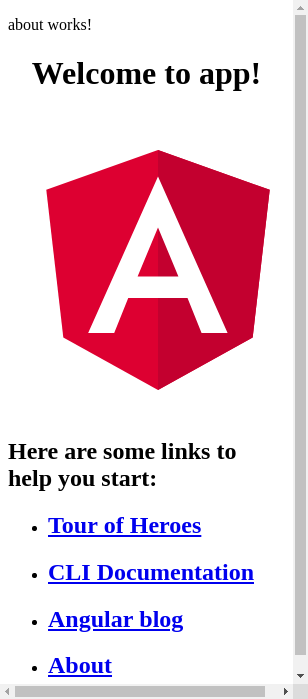 about works!
Welcome to app!
A
Here are some links to
help you start:
Tour of Heroes
CLI Documentation
Angular blog
About